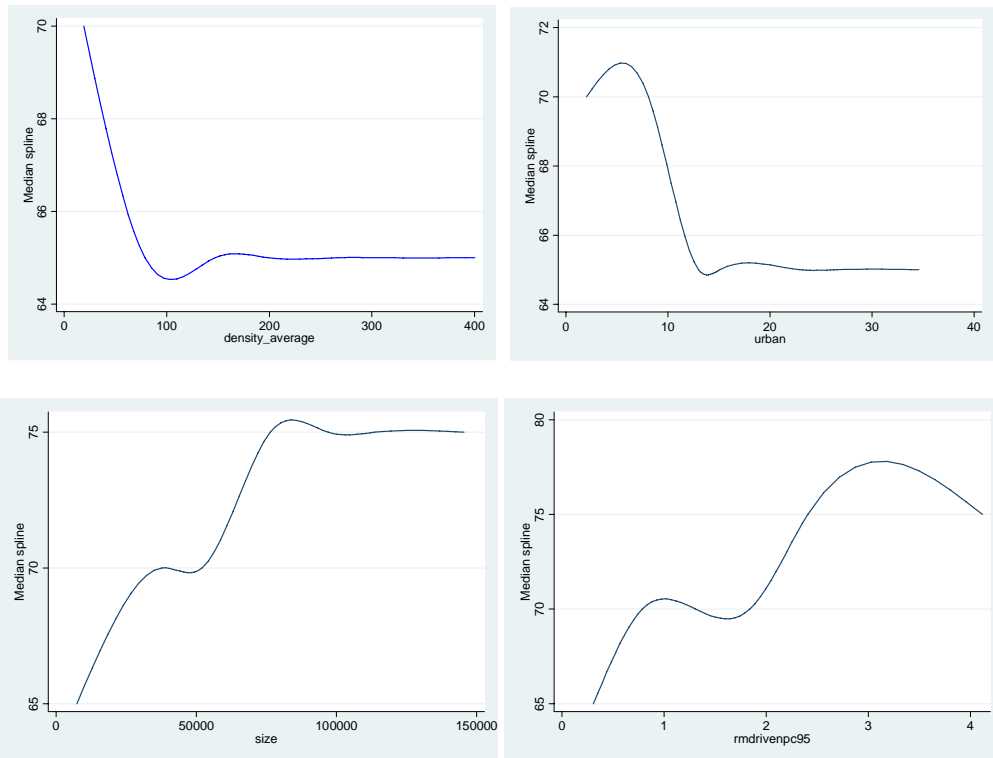 Median spline
70
68
66
64
0 100 200 300 400
density_average
Median spline
72
70
68
66
64
0 10 20 30 40
urban
Median spline
75
70
65
0 50000 100000 150000
size
Median spline
80
75
70
65
0 1 2 3 4
rmdrivenpc95